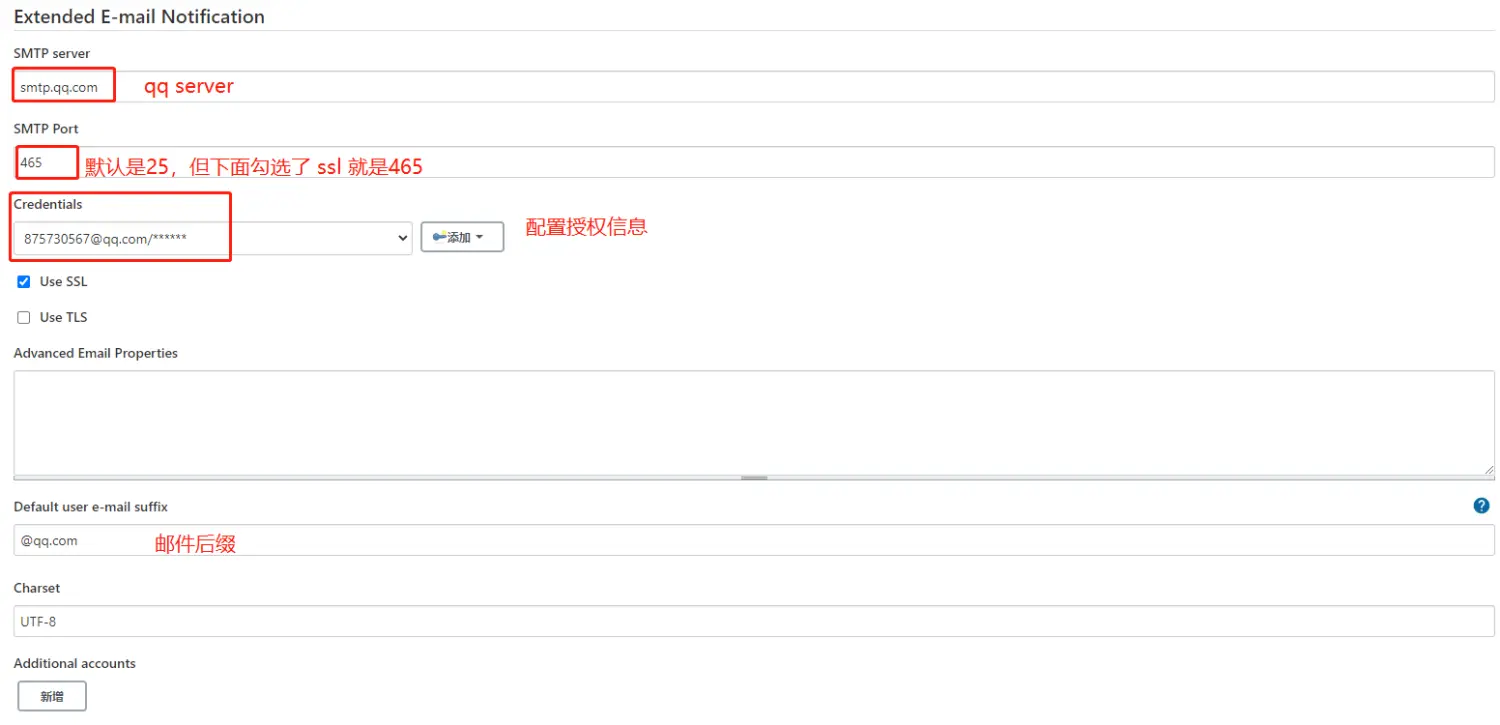 Extended E-mail Notification
SMTP server
smtp.qq.com qq server
SMTP Port
465 默认是25，但下面勾选了 ssl 就是465
Credentials
875730567@qq.com/****** 添加 配置授权信息
Use SSL
Use TLS
Advanced Email Properties
Default user e-mail suffix ?
@qq.com 邮件后缀
Charset
UTF-8
Additional accounts
新增